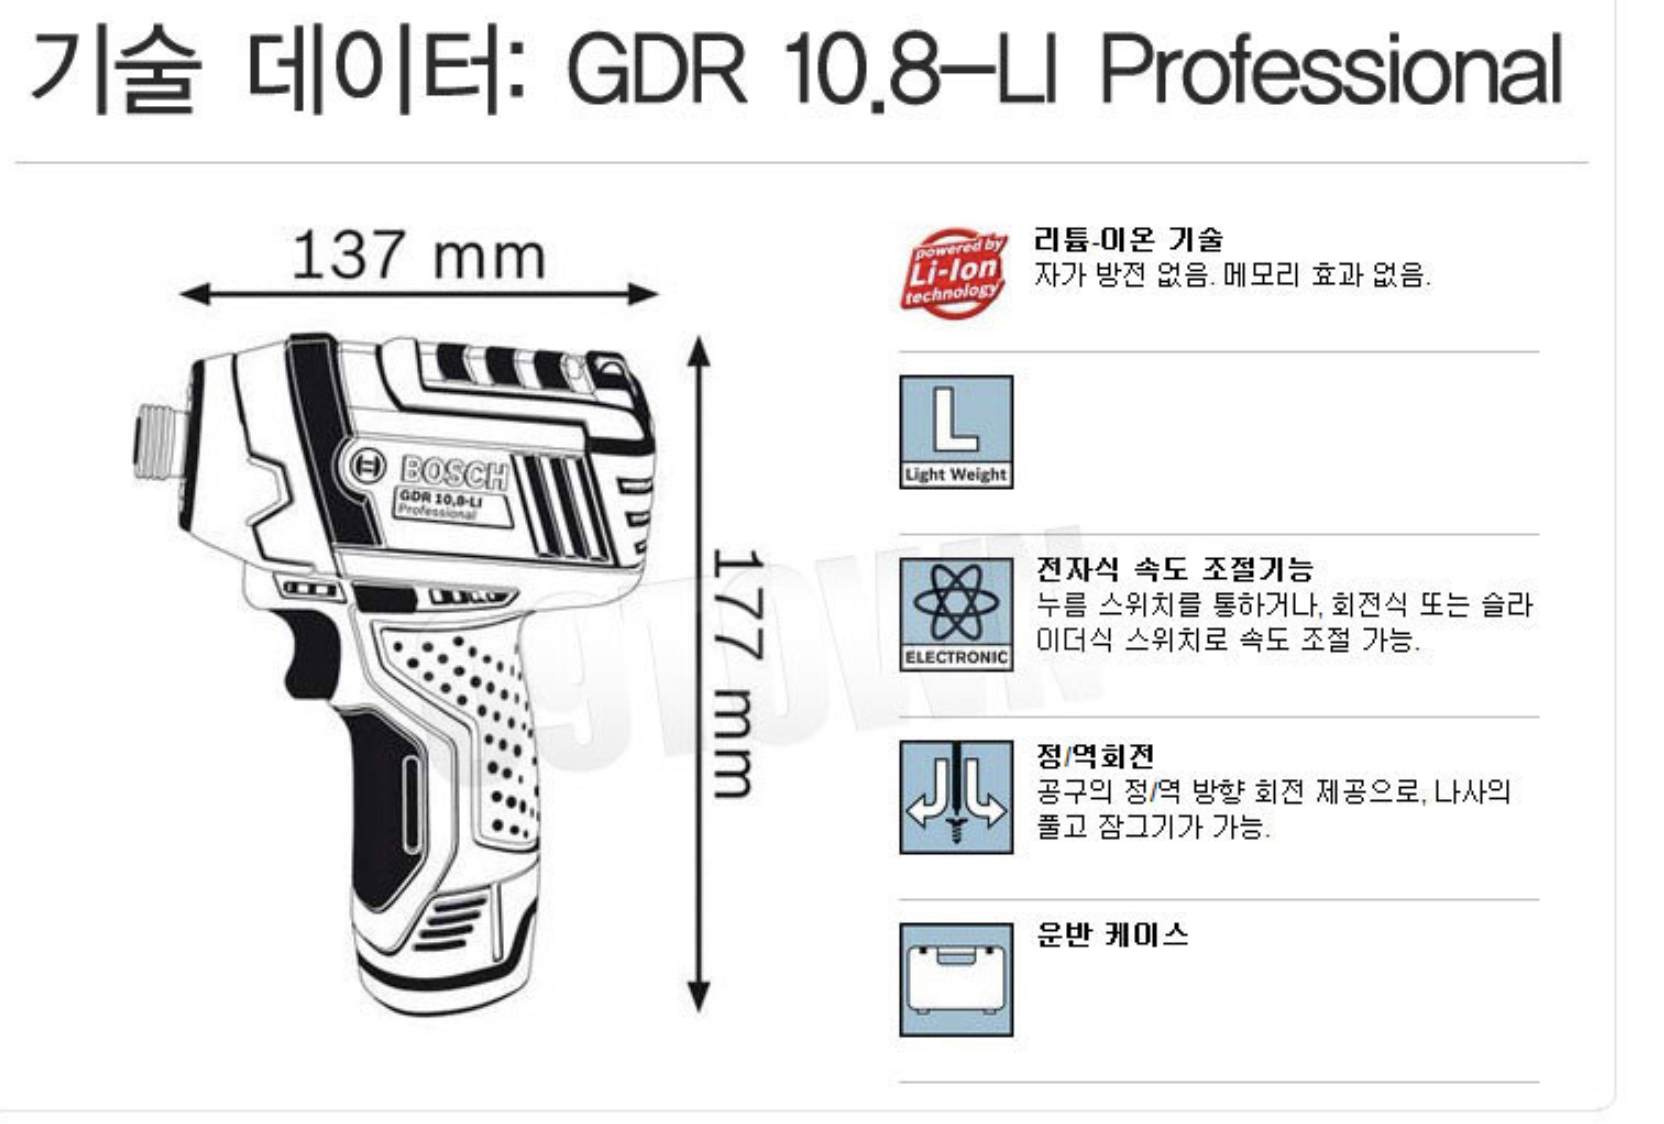 기술 데이터: GDR 10.8-LI Professional
137 mm
177 mm
BOSCH
GDR 10,8-LI
Professional
powered by
Li-Ion
technology
리튬-이온 기술
자가 방전 없음. 메모리 효과 없음.
L
Light Weight
전자식 속도 조절기능
누름 스위치를 통하거나, 회전식 또는 슬라
이더식 스위치로 속도 조절 가능.
ELECTRONIC
정/역회전
공구의 정/역 방향 회전 제공으로, 나사의
풀고 잠그기가 가능.
운반 케이스
9TOWN